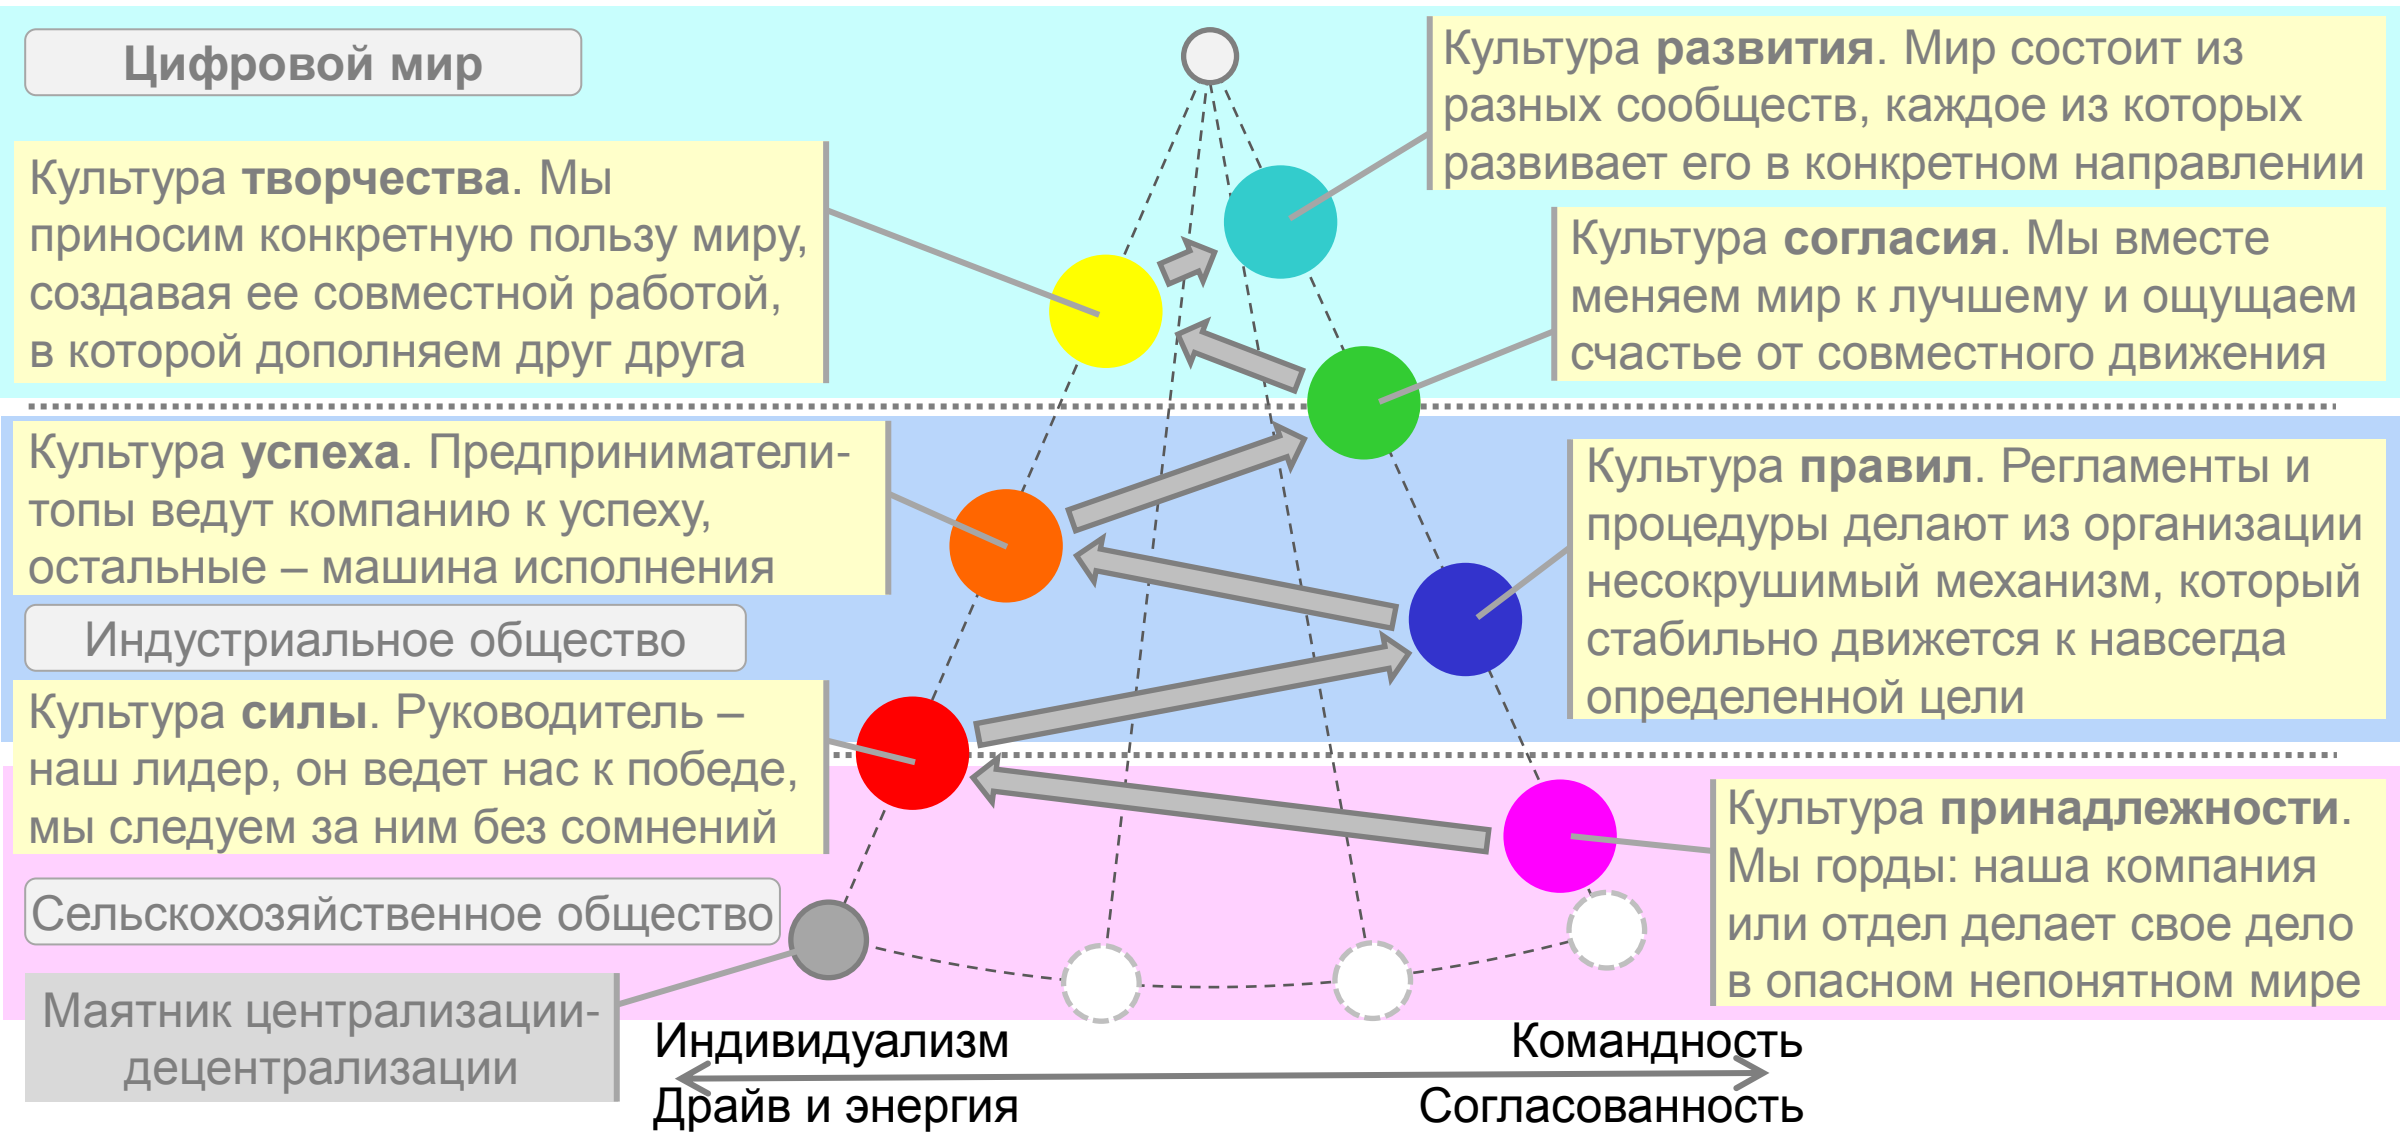 Цифровой мир
Культура развития. Мир состоит из
разных сообществ, каждое из которых
развивает его в конкретном направлении
Культура творчества. Мы
приносим конкретную пользу миру,
создавая ее совместной работой,
в которой дополняем друг друга
Культура согласия. Мы вместе
меняем мир к лучшему и ощущаем
счастье от совместного движения
Культура успеха. Предприниматели-
топы ведут компанию к успеху,
остальные – машина исполнения
Культура правил. Регламенты и
процедуры делают из организации
несокрушимый механизм, который
стабильно движется к навсегда
определенной цели
Индустриальное общество
Культура силы. Руководитель –
наш лидер, он ведет нас к победе,
мы следуем за ним без сомнений
Культура принадлежности.
Мы горды: наша компания
или отдел делает свое дело
в опасном непонятном мире
Сельскохозяйственное общество
Маятник централизации-
децентрализации
Индивидуализм
Командность
Драйв и энергия
Согласованность